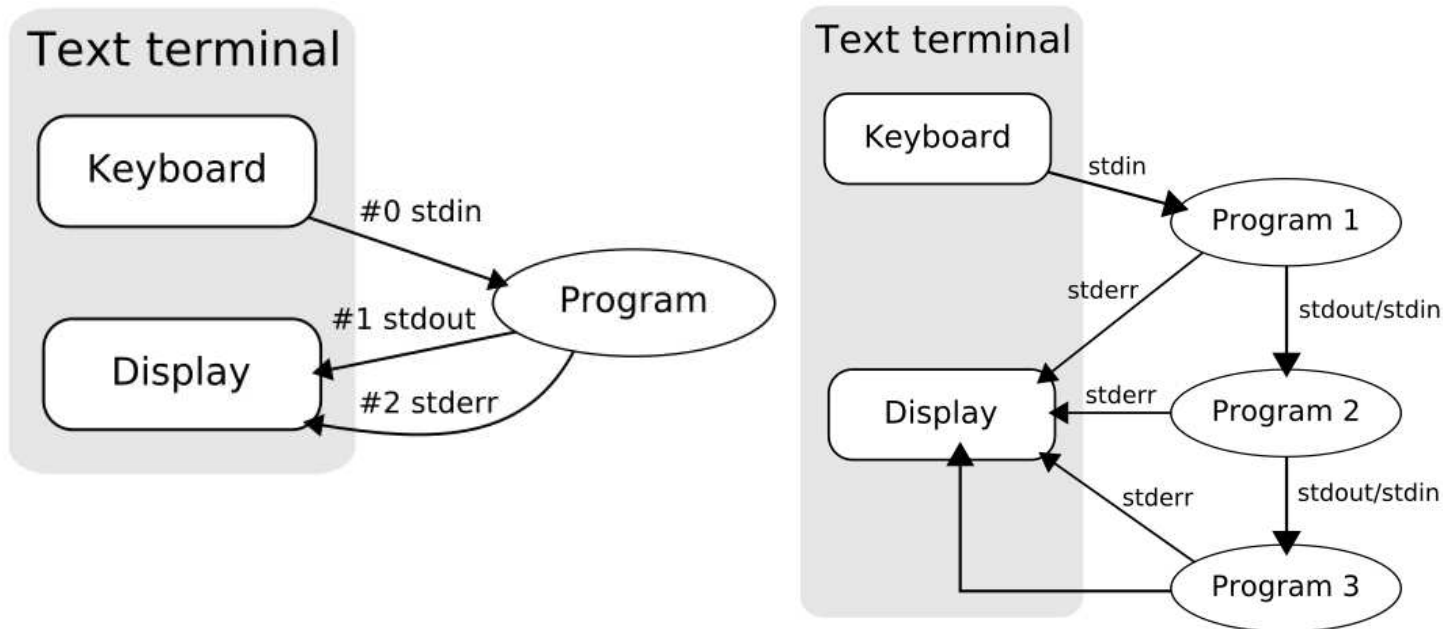 Text terminal
Keyboard
#0 stdin
Program
#1 stdout
Display
#2 stderr
Text terminal
Keyboard
stdin
Program 1
stderr
stdout/stdin
Display
stderr
Program 2
stderr
stdout/stdin
Program 3